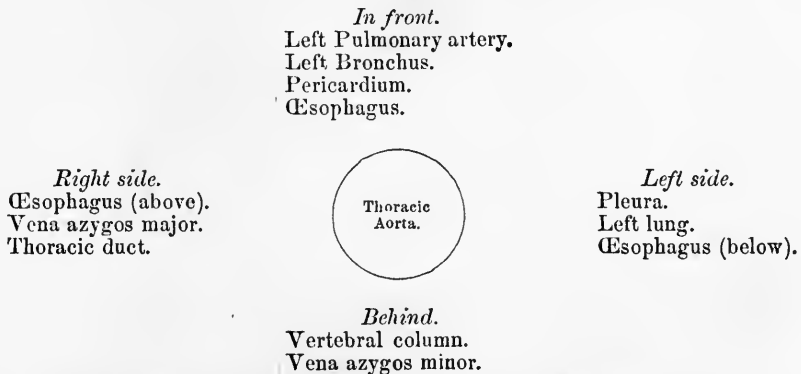 In front.
Left Pulmonary artery.
Left Bronchus.
Pericardium.
Œsophagus.
Right side.
Œsophagus (above).
Vena azygos major.
Thoracic duct.
Thoracic
Aorta.
Left side.
Pleura.
Left lung.
Œsophagus (below).
Behind.
Vertebral column.
Vena azygos minor.